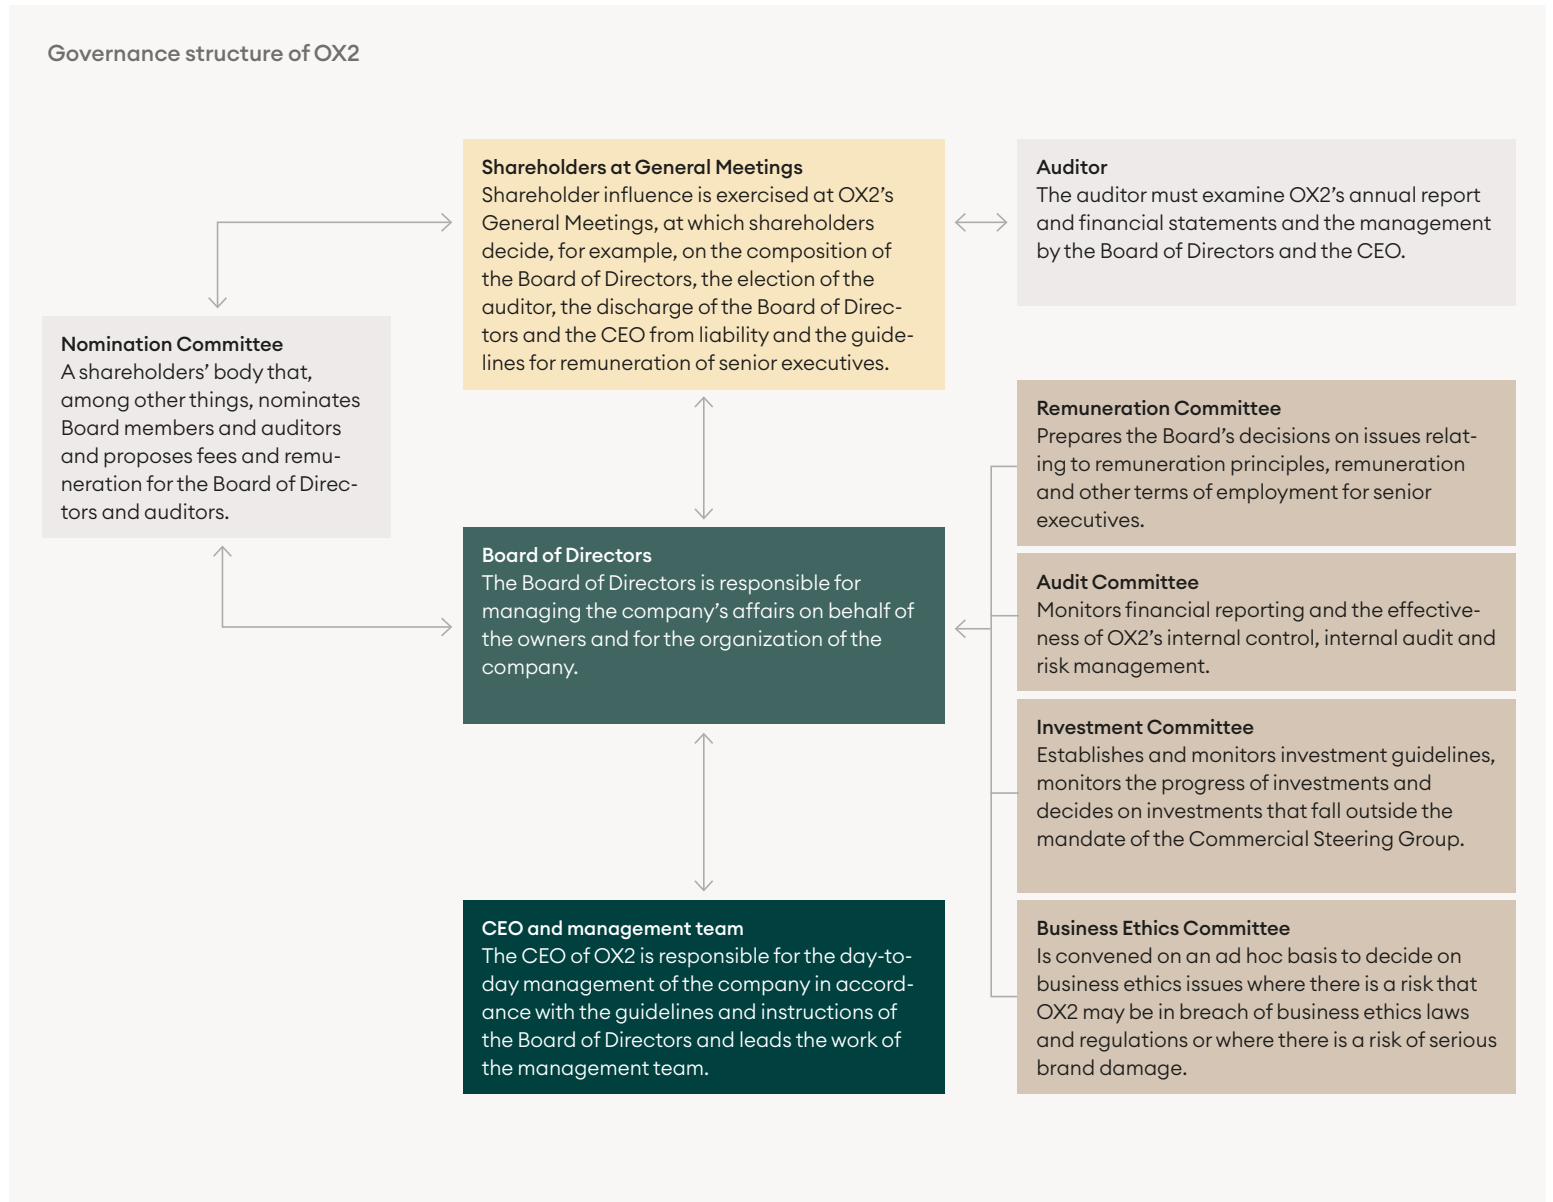 Governance structure of OX2
Shareholders at General Meetings
Shareholder influence is exercised at OX2’s
General Meetings, at which shareholders
decide, for example, on the composition of
the Board of Directors, the election of the
auditor, the discharge of the Board of Direc-
tors and the CEO from liability and the guide-
lines for remuneration of senior executives.
Auditor
The auditor must examine OX2’s annual report
and financial statements and the management
by the Board of Directors and the CEO.
Nomination Committee
A shareholders’ body that,
among other things, nominates
Board members and auditors
and proposes fees and remu-
neration for the Board of Direc-
tors and auditors.
Remuneration Committee
Prepares the Board’s decisions on issues relat-
ing to remuneration principles, remuneration
and other terms of employment for senior
executives.
Board of Directors
The Board of Directors is responsible for
managing the company’s affairs on behalf of
the owners and for the organization of the
company.
Audit Committee
Monitors financial reporting and the effective-
ness of OX2’s internal control, internal audit and
risk management.
Investment Committee
Establishes and monitors investment guidelines,
monitors the progress of investments and
decides on investments that fall outside the
mandate of the Commercial Steering Group.
CEO and management team
The CEO of OX2 is responsible for the day-to-
day management of the company in accord-
ance with the guidelines and instructions of
the Board of Directors and leads the work of
the management team.
Business Ethics Committee
Is convened on an ad hoc basis to decide on
business ethics issues where there is a risk that
OX2 may be in breach of business ethics laws
and regulations or where there is a risk of serious
brand damage.